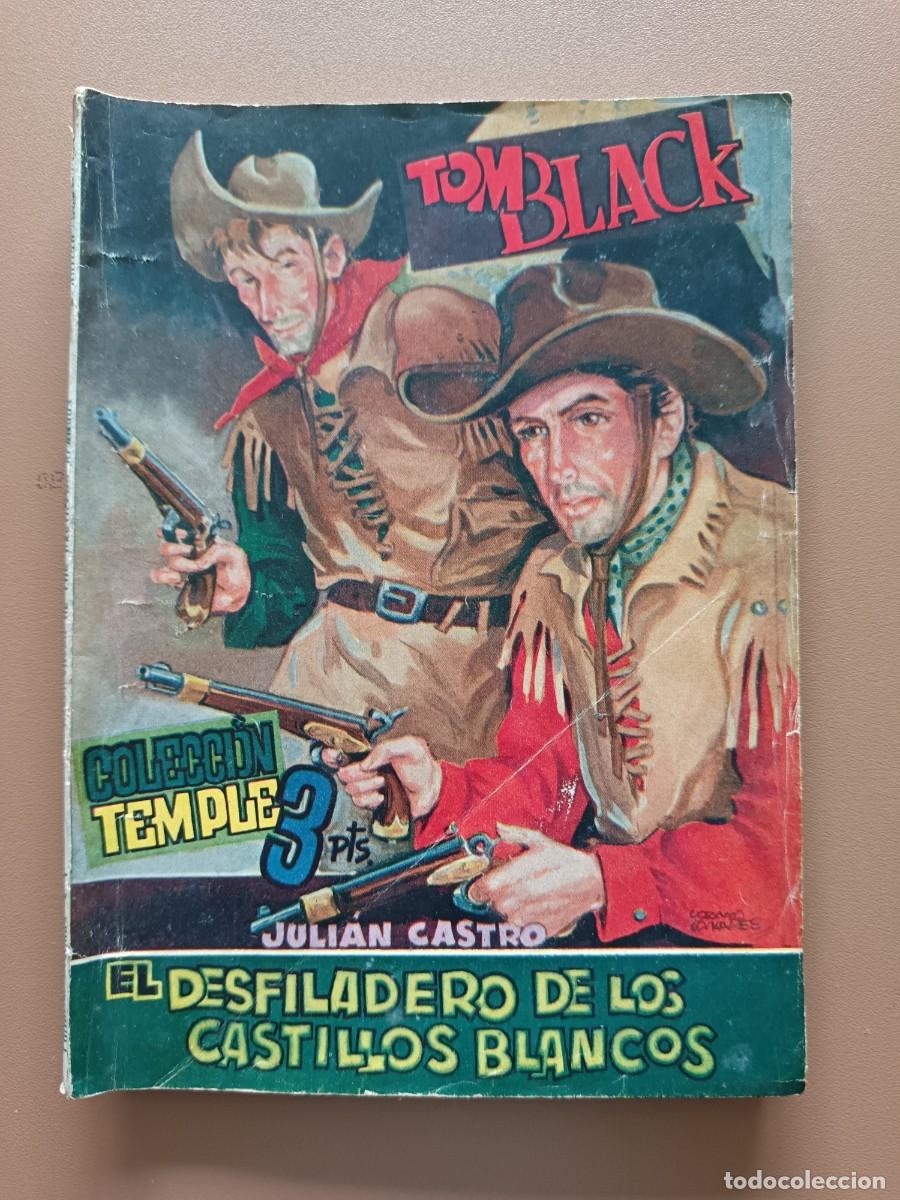 TOM BLACK
COLECCIÓN
TEMPLE
3 pts.
JULIÁN CASTRO
EL DESFILADERO DE LOS
CASTILLOS BLANCOS
todocoleccion